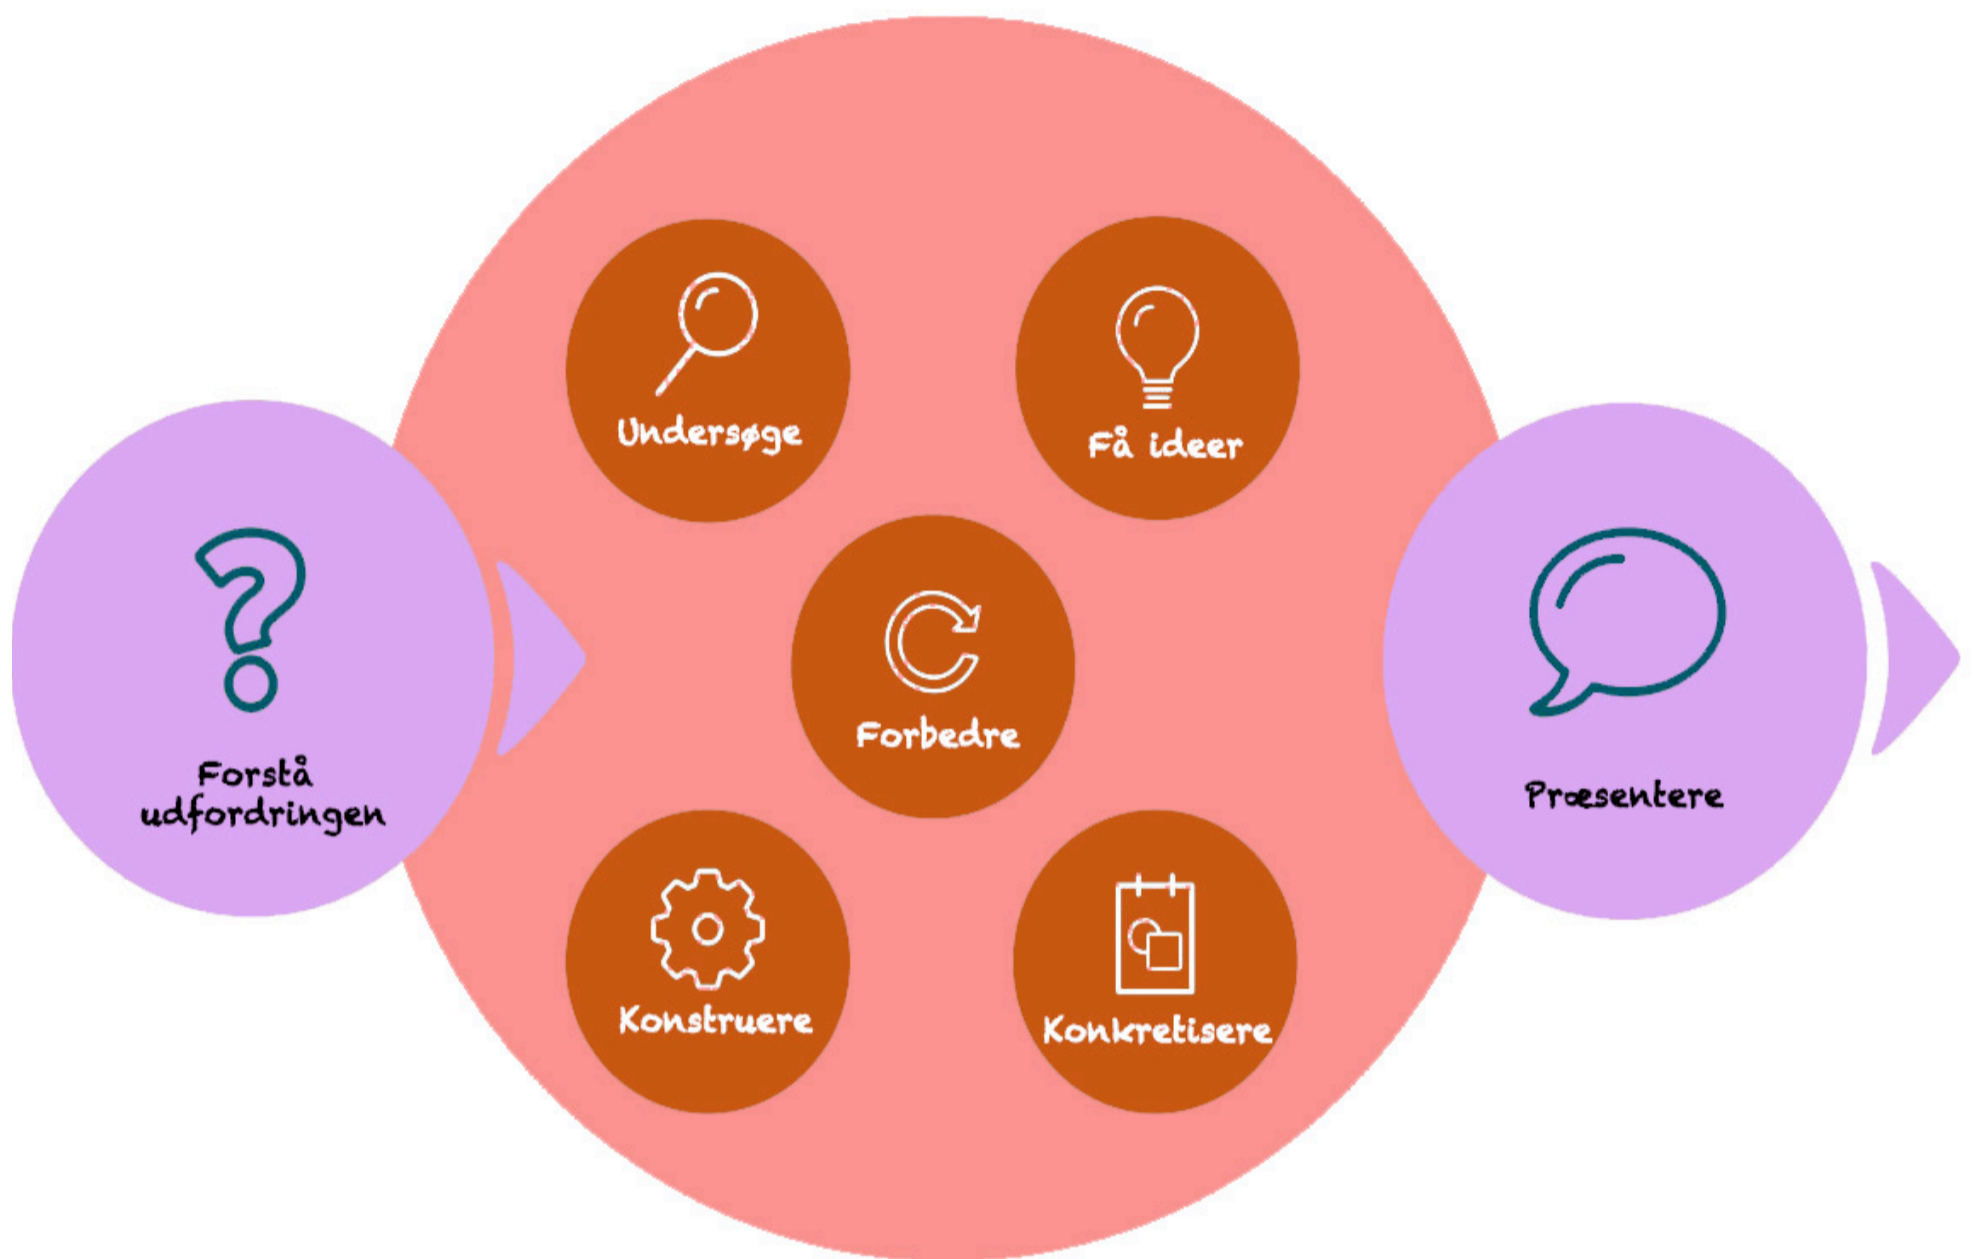 Undersøge
Få ideer
Forstå
udfordringen
Forbedre
Præsentere
Konstruere
Konkretisere